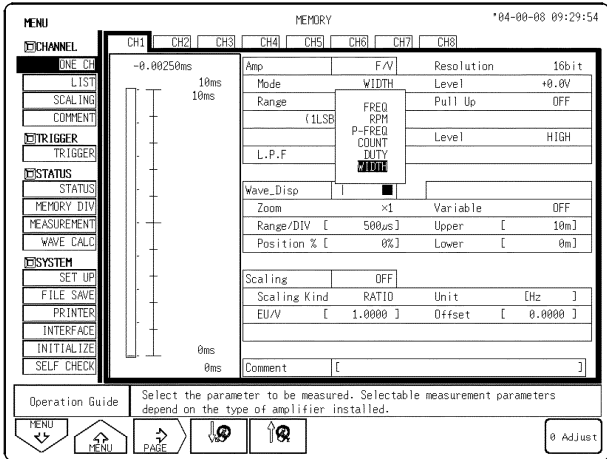 MENU
MEMORY
'04-00-08 09:29:54
CHANNEL
ONE CH
LIST
SCALING
COMMENT
TRIGGER
TRIGGER
STATUS
STATUS
MEMORY DIV
MEASUREMENT
WAVE CALC
SYSTEM
SET UP
FILE SAVE
PRINTER
INTERFACE
INITIALIZE
SELF CHECK
CH1 CH2 CH3 CH4 CH5 CH6 CH7 CH8
-0.00250ms
10ms
10ms
0ms
0ms
Amp F/V Resolution 16bit
Mode WIDTH Level +0.0V
Range Pull Up OFF
(1LSB
Level HIGH
L.P.F
FREQ
RPM
P-FREQ
COUNT
DUTY
WIDTH
Wave_Disp
Zoom ×1 Variable OFF
Range/DIV [ 500μs] Upper [ 10m]
Position % [ 0%] Lower [ 0m]
Scaling OFF
Scaling Kind RATIO Unit [Hz ]
EU/V [ 1.0000 ] Offset [ 0.0000 ]
Comment [ ]
Operation Guide
Select the parameter to be measured. Selectable measurement parameters
depend on the type of amplifier installed.
MENU
MENU
PAGE
0 Adjust